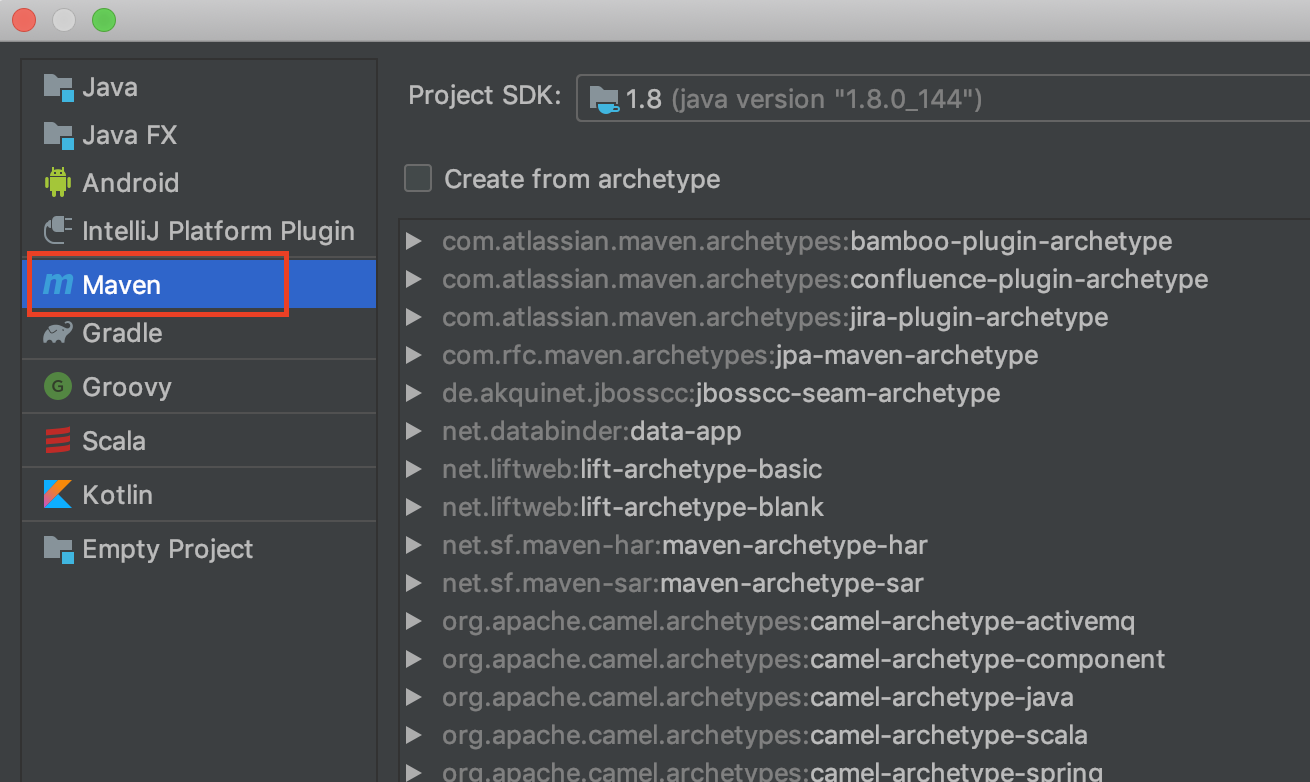 Java
Java FX
Android
IntelliJ Platform Plugin
Maven
Gradle
Groovy
Scala
Kotlin
Empty Project
Project SDK: 1.8 (java version "1.8.0_144")
Create from archetype
com.atlassian.maven.archetypes:bamboo-plugin-archetype
com.atlassian.maven.archetypes:confluence-plugin-archetype
com.atlassian.maven.archetypes:jira-plugin-archetype
com.rfc.maven.archetypes:jpa-maven-archetype
de.akquinet.jbosscc:jbosscc-seam-archetype
net.databinder:data-app
net.liftweb:lift-archetype-basic
net.liftweb:lift-archetype-blank
net.sf.maven-har:maven-archetype-har
net.sf.maven-sar:maven-archetype-sar
org.apache.camel.archetypes:camel-archetype-activemq
org.apache.camel.archetypes:camel-archetype-component
org.apache.camel.archetypes:camel-archetype-java
org.apache.camel.archetypes:camel-archetype-scala
org.apache.camel.archetypes:camel-archetype-spring